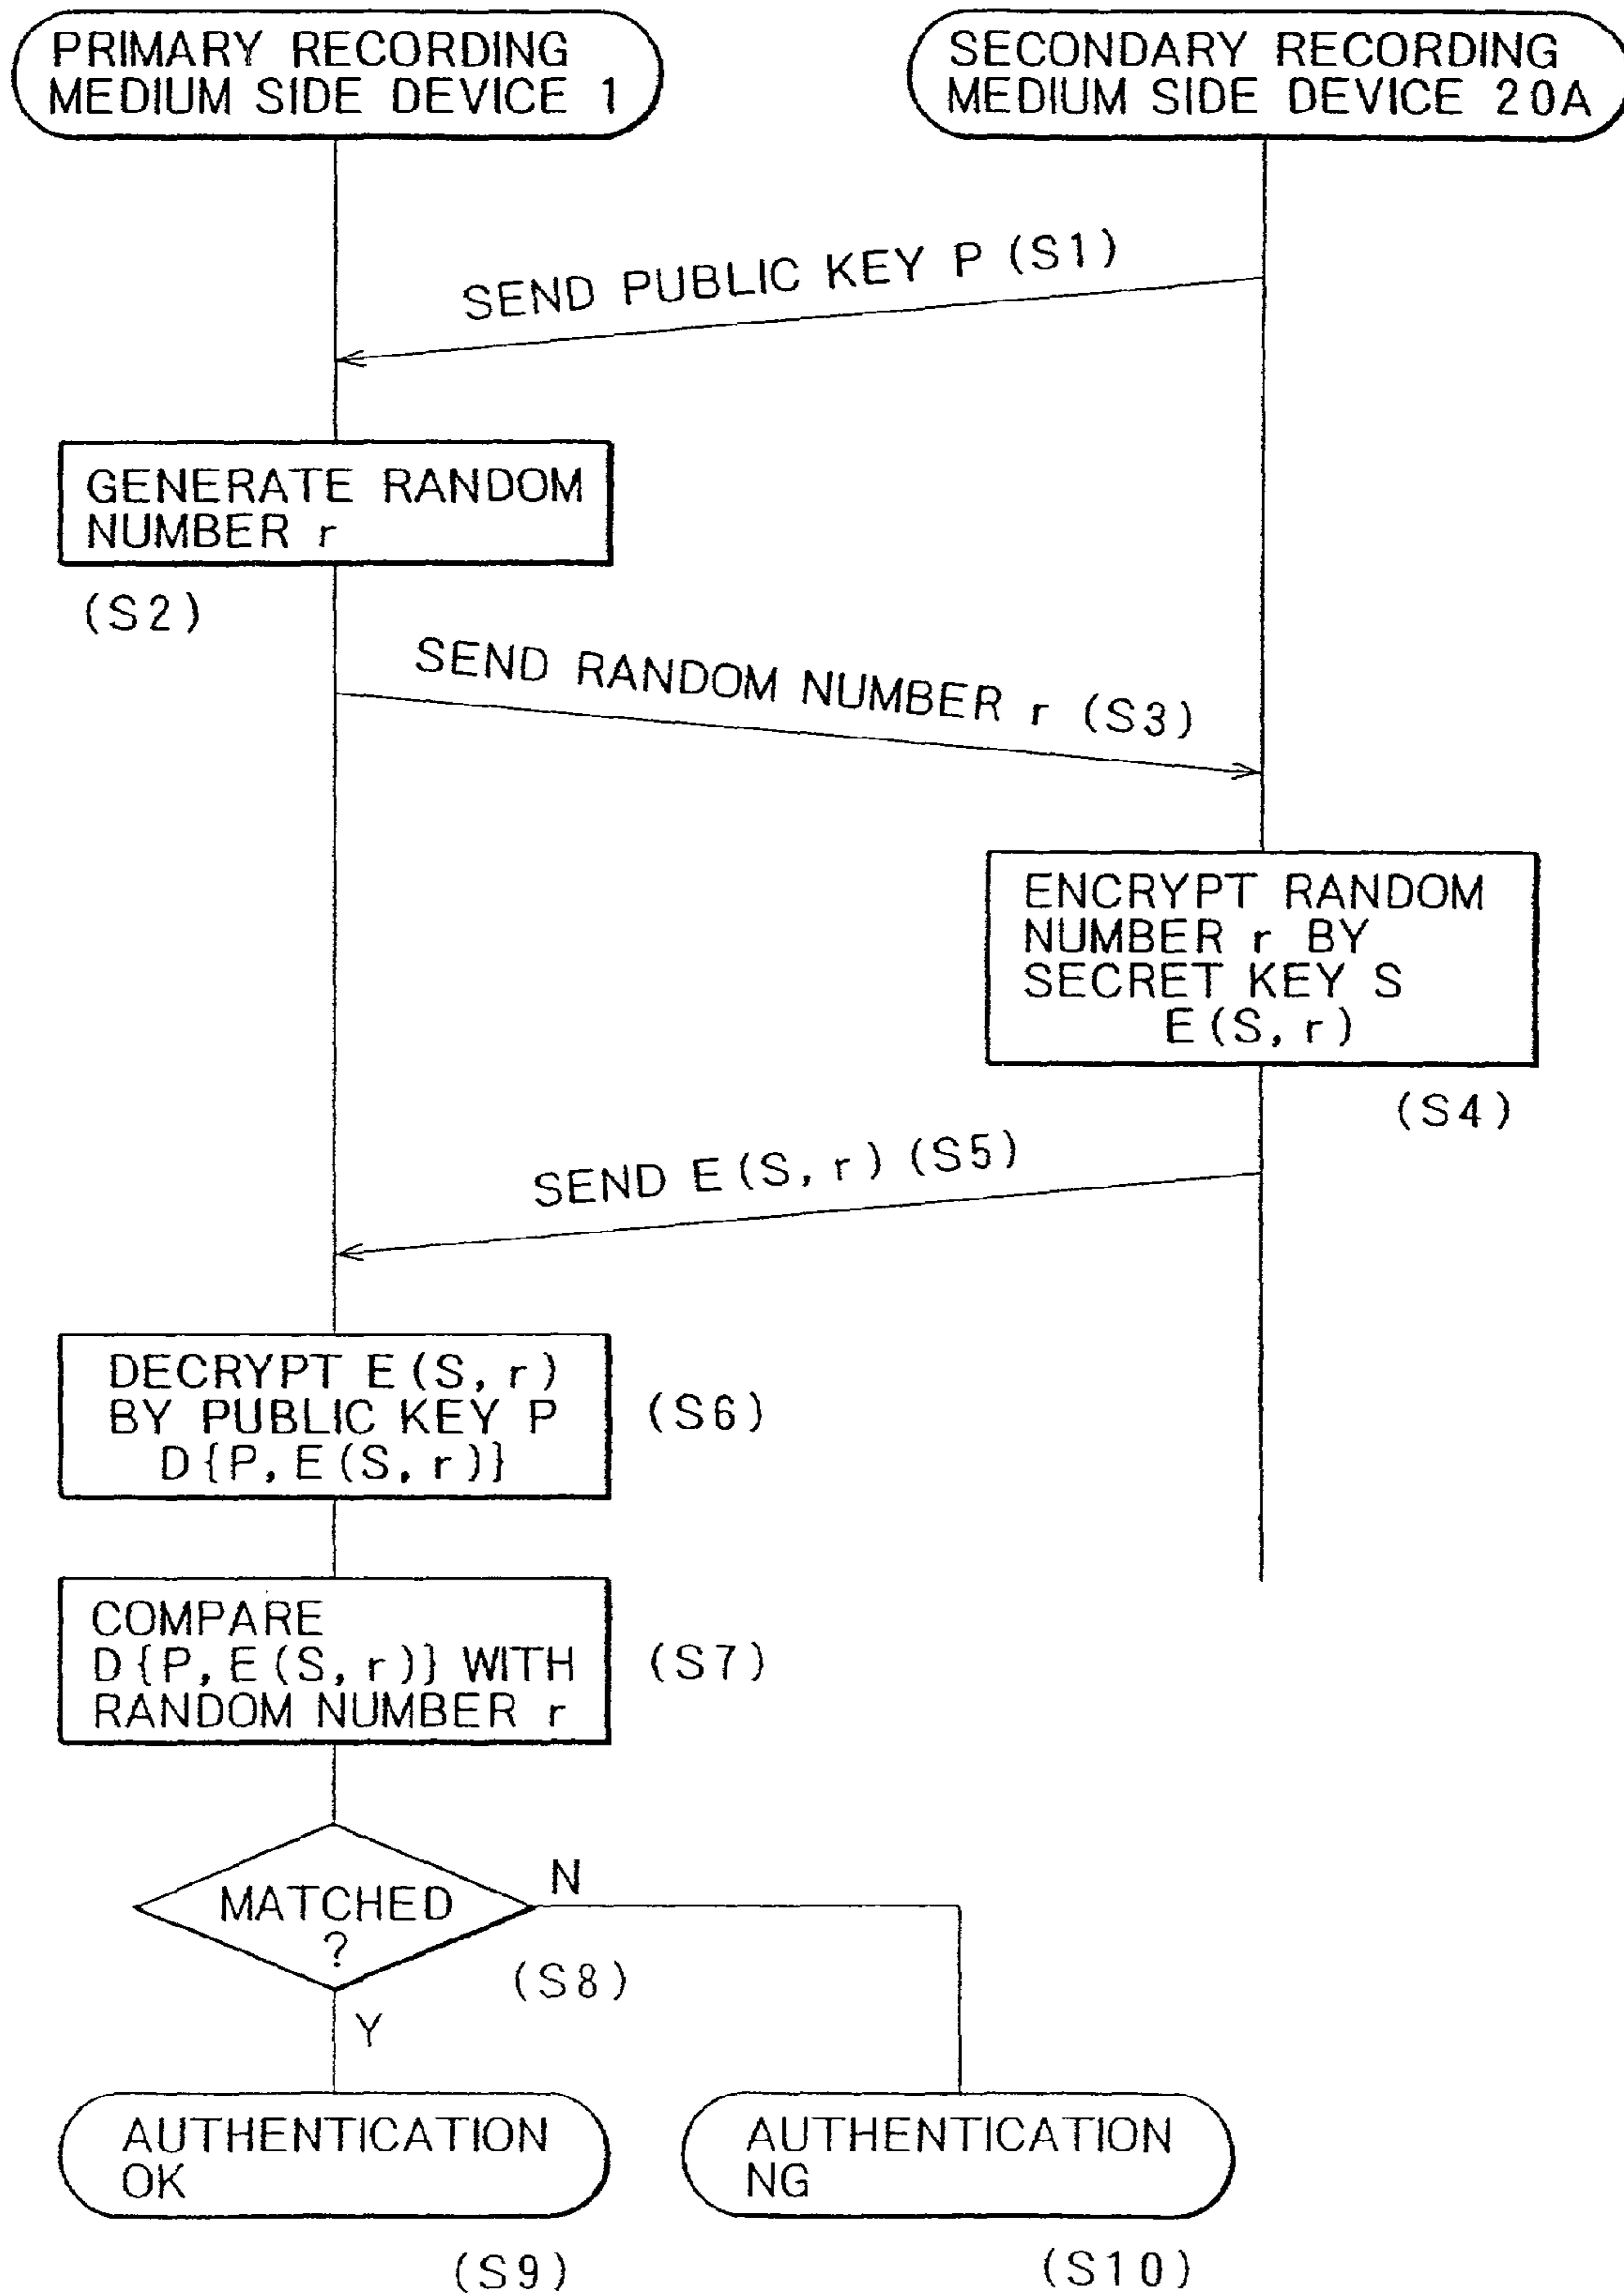 PRIMARY RECORDING
MEDIUM SIDE DEVICE 1
SECONDARY RECORDING
MEDIUM SIDE DEVICE 20A
SEND PUBLIC KEY P (S1)
GENERATE RANDOM
NUMBER r
(S2)
SEND RANDOM NUMBER r (S3)
ENCRYPT RANDOM
NUMBER r BY
SECRET KEY S
E(S, r)
(S4)
SEND E(S, r) (S5)
DECRYPT E(S, r)
BY PUBLIC KEY P
D{P, E(S, r)}
(S6)
COMPARE
D{P, E(S, r)} WITH
RANDOM NUMBER r
(S7)
MATCHED
?
N
(S8)
Y
AUTHENTICATION
OK
(S9)
AUTHENTICATION
NG
(S10)